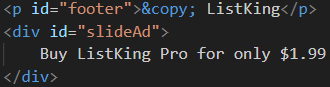 <p id="footer">&copy; ListKing</p>
<div id="slideAd">
    Buy ListKing Pro for only $1.99
</div>